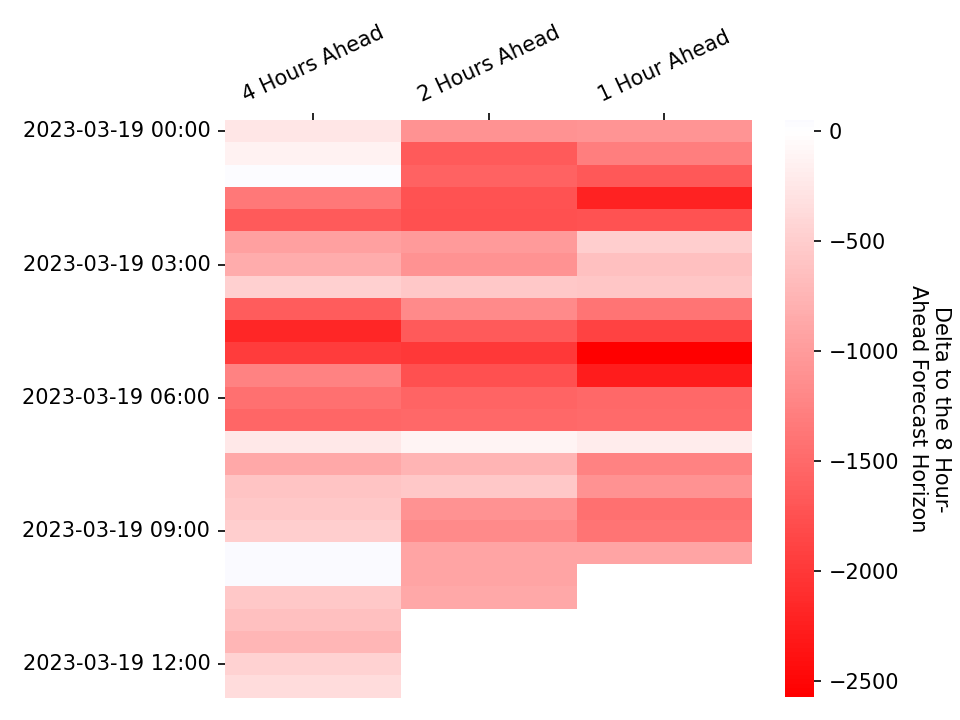 4 Hours Ahead
2 Hours Ahead
1 Hour Ahead
2023-03-19 00:00
2023-03-19 03:00
2023-03-19 06:00
2023-03-19 09:00
2023-03-19 12:00
0
−500
−1000
−1500
−2000
−2500
Delta to the 8 Hour-
Ahead Forecast Horizon